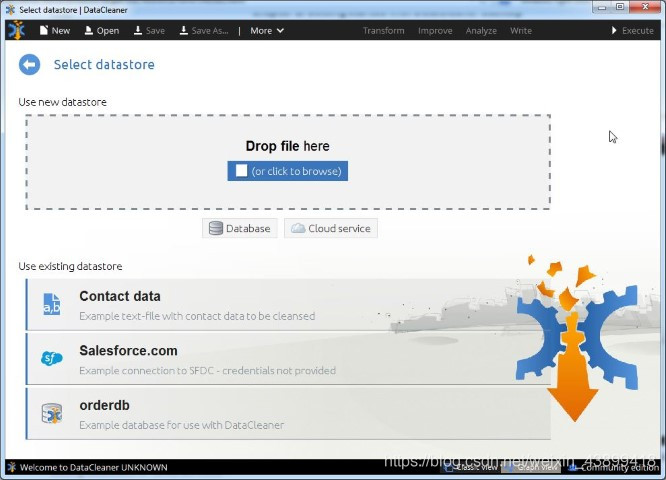 Select datastore | DataCleaner
New Open Save Save As... | More Transform Improve Analyze Write Execute
Select datastore
Use new datastore
Drop file here
(or click to browse)
Database Cloud service
Use existing datastore
a,b
Contact data
Example text-file with contact data to be cleansed
sf
Salesforce.com
Example connection to SFDC - credentials not provided
orderdb
Example database for use with DataCleaner
https://blog.csdn.net/weixin_43899418
Welcome to DataCleaner UNKNOWN Classic view Graph view Community edition